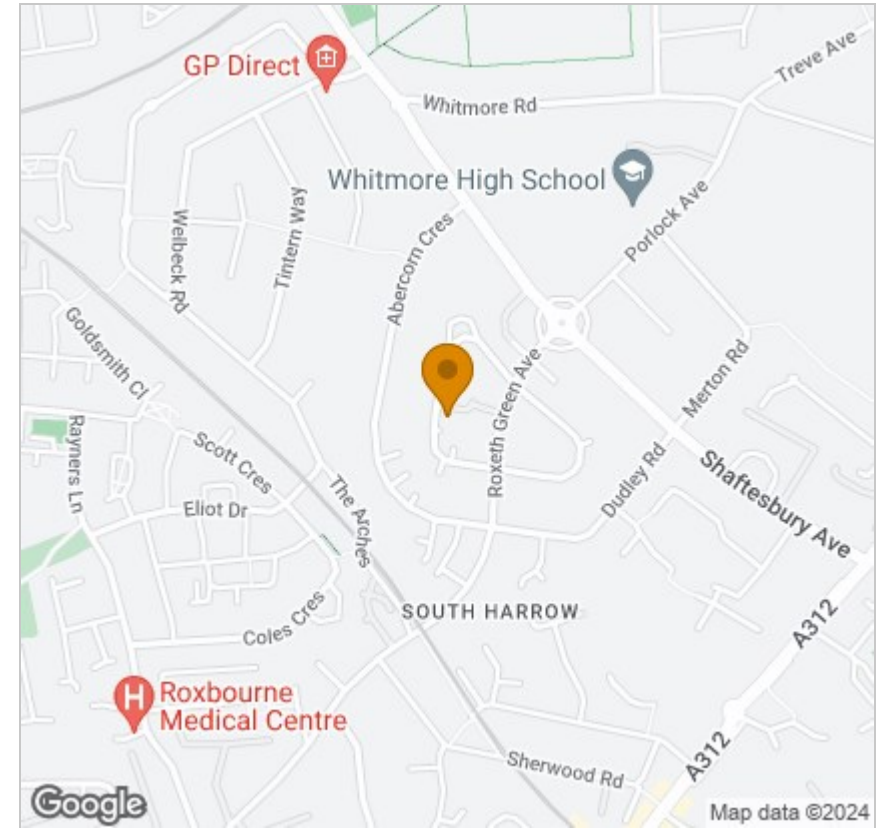 GP Direct
Treve Ave
Whitmore Rd
Whitmore High School
Porlock Ave
Welbeck Rd
Tintern Way
Abercorn Cres
Goldsmith Cl
Roxeth Green Ave
Merton Rd
Rayners Ln
Scott Cres
Eliot Dr
The Arches
Dudley Rd
Shaftesbury Ave
SOUTH HARROW
Coles Cres
A312
H
Roxbourne
Medical Centre
Sherwood Rd
A312
Google
Map data ©2024